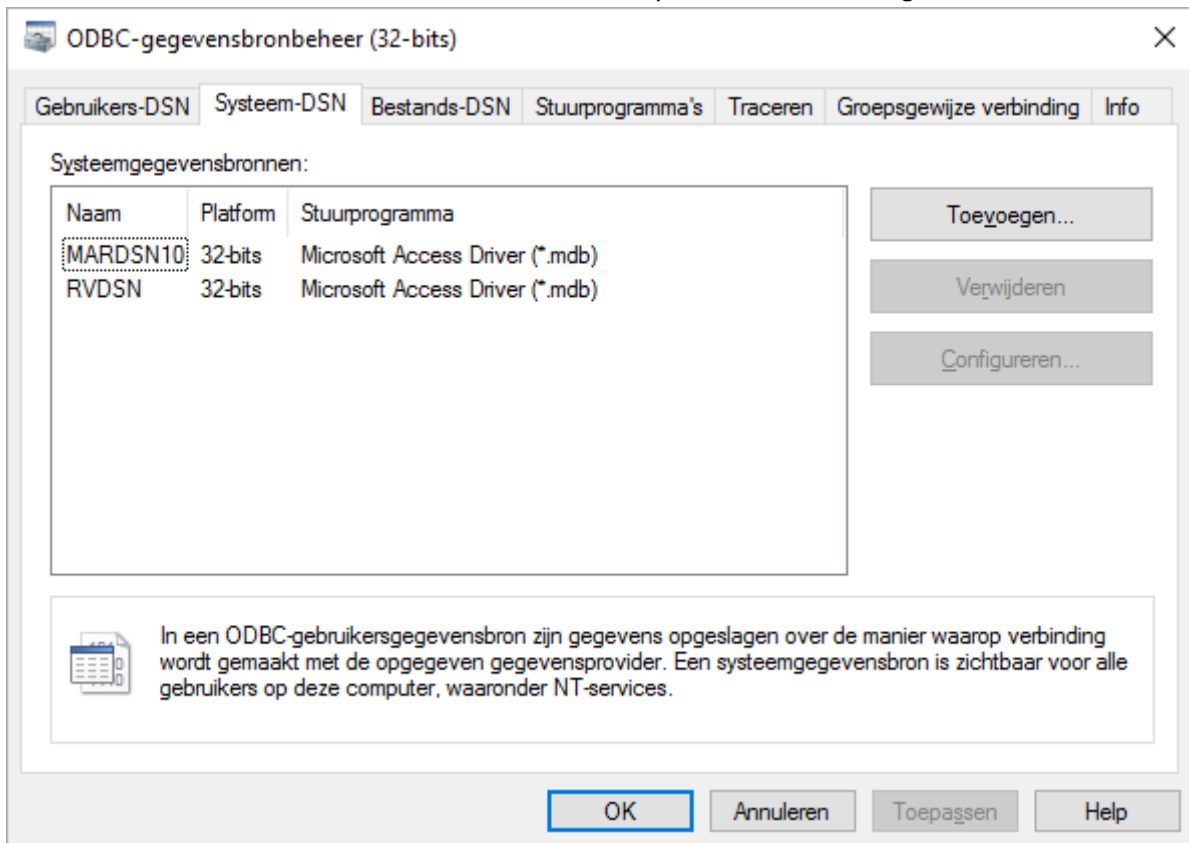 ODBC-gegevensbronbeheer (32-bits)
Gebruikers-DSN Systeem-DSN Bestands-DSN Stuurprogramma's Traceren Groepsgewijze verbinding Info
Systeemgegevensbronnen:
Naam Platform Stuurprogramma
MARDSN10 32-bits Microsoft Access Driver (*.mdb)
RVDSN 32-bits Microsoft Access Driver (*.mdb)
Toevoegen...
Verwijderen
Configureren...
In een ODBC-gebruikersgegevensbron zijn gegevens opgeslagen over de manier waarop verbinding
wordt gemaakt met de opgegeven gegevensprovider. Een systeemgegevensbron is zichtbaar voor alle
gebruikers op deze computer, waaronder NT-services.
OK Annuleren Toepassen Help